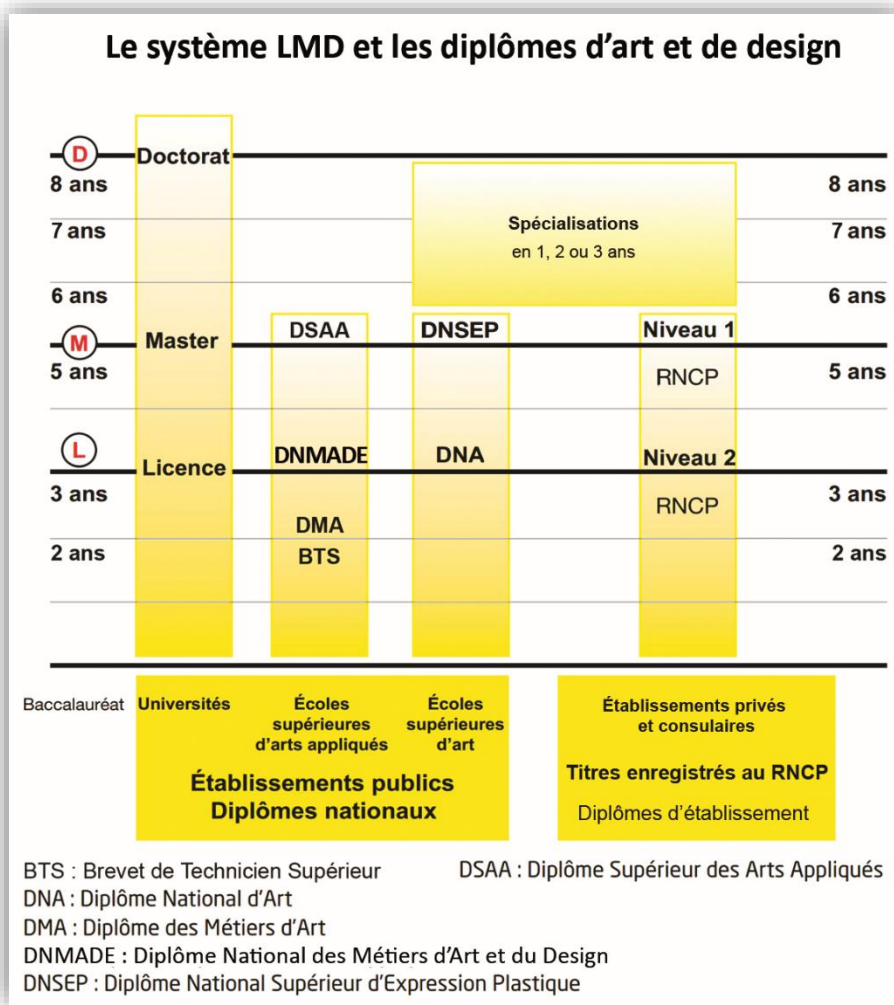 Le système LMD et les diplômes d'art et de design
D Doctorat
8 ans 8 ans
Spécialisations
7 ans 7 ans
en 1, 2 ou 3 ans
6 ans 6 ans
M Master DSAA DNSEP Niveau 1
5 ans RNCP 5 ans
L Licence DNMADE DNA Niveau 2
3 ans RNCP 3 ans
DMA
2 ans BTS 2 ans
Baccalauréat
Universités
Écoles
supérieures
d'arts appliqués
Écoles
supérieures
d'art
Établissements publics
Diplômes nationaux
Établissements privés
et consulaires
Titres enregistrés au RNCP
Diplômes d'établissement
BTS : Brevet de Technicien Supérieur
DNA : Diplôme National d'Art
DMA : Diplôme des Métiers d'Art
DNMADE : Diplôme National des Métiers d'Art et du Design
DNSEP : Diplôme National Supérieur d'Expression Plastique
DSAA : Diplôme Supérieur des Arts Appliqués